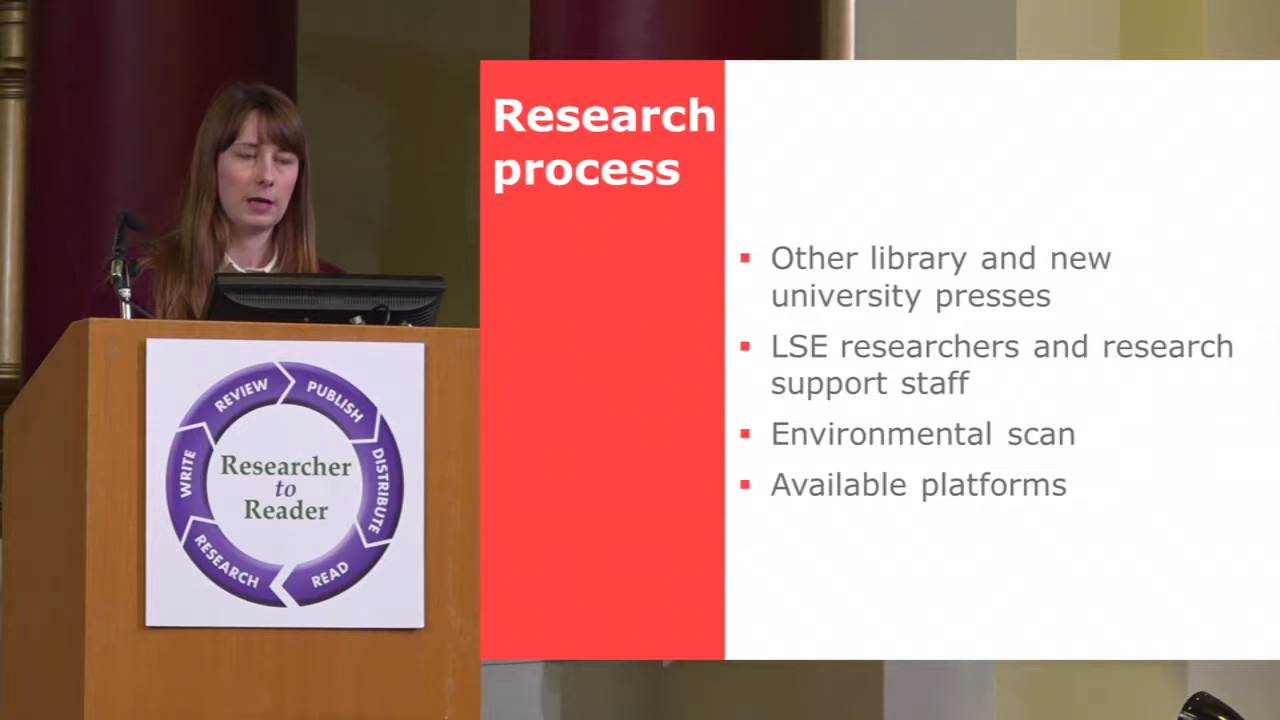 Research
process
▪ Other library and new
university presses
▪ LSE researchers and research
support staff
▪ Environmental scan
▪ Available platforms
REVIEW
PUBLISH
DISTRIBUTE
READ
RESEARCH
WRITE
Researcher
to
Reader